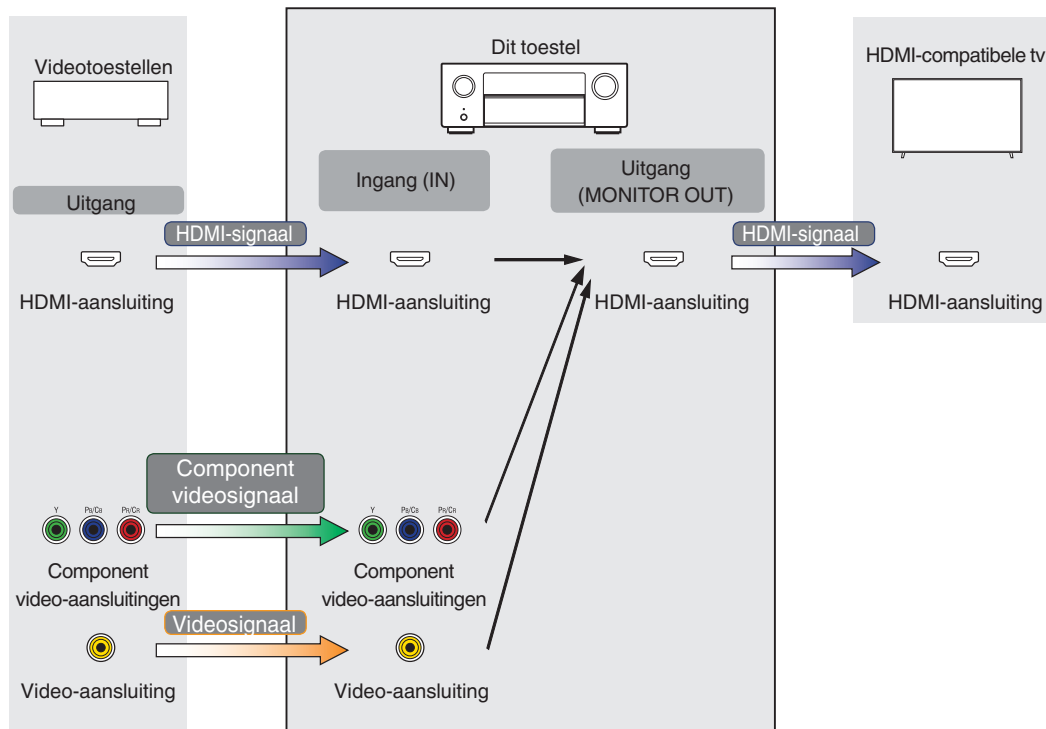 Dit toestel
Videotoestellen
HDMI-compatibele tv
Uitgang
Ingang (IN)
Uitgang
(MONITOR OUT)
HDMI-signaal
HDMI-signaal
HDMI-aansluiting
HDMI-aansluiting
HDMI-aansluiting
HDMI-aansluiting
Component
videosignaal
Y PB/CB PR/CR
Y PB/CB PR/CR
Component
video-aansluitingen
Component
video-aansluitingen
Videosignaal
Video-aansluiting
Video-aansluiting